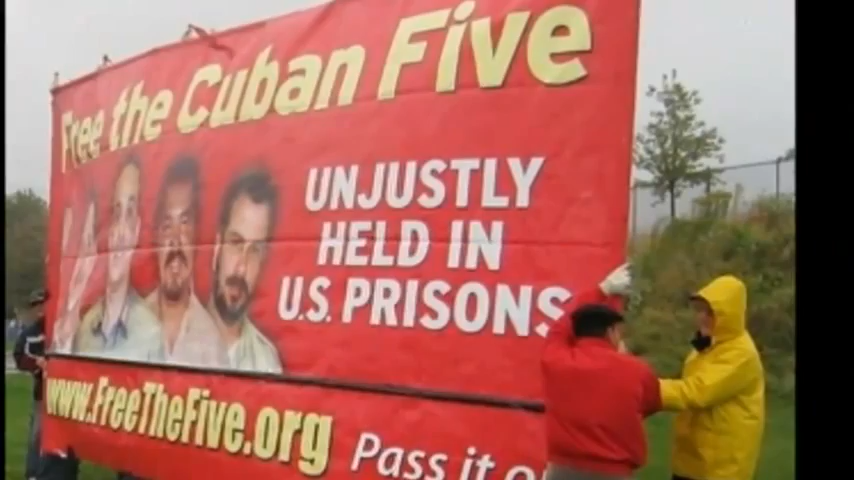 Free the Cuban Five
UNJUSTLY
HELD IN
U.S. PRISONS
www.FreeTheFive.org
Pass it o